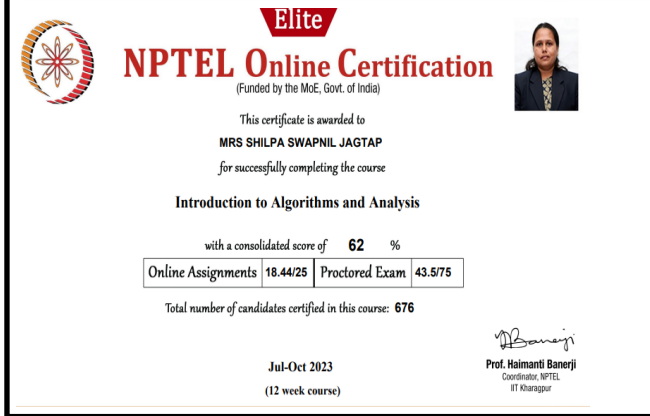 Elite
NPTEL Online Certification
(Funded by the MoE, Govt. of India)
This certificate is awarded to
MRS SHILPA SWAPNIL JAGTAP
for successfully completing the course
Introduction to Algorithms and Analysis
with a consolidated score of 62 %
Online Assignments 18.44/25 Proctored Exam 43.5/75
Total number of candidates certified in this course: 676
Jul-Oct 2023
(12 week course)
Banerji
Prof. Haimanti Banerji
Coordinator, NPTEL
IIT Kharagpur